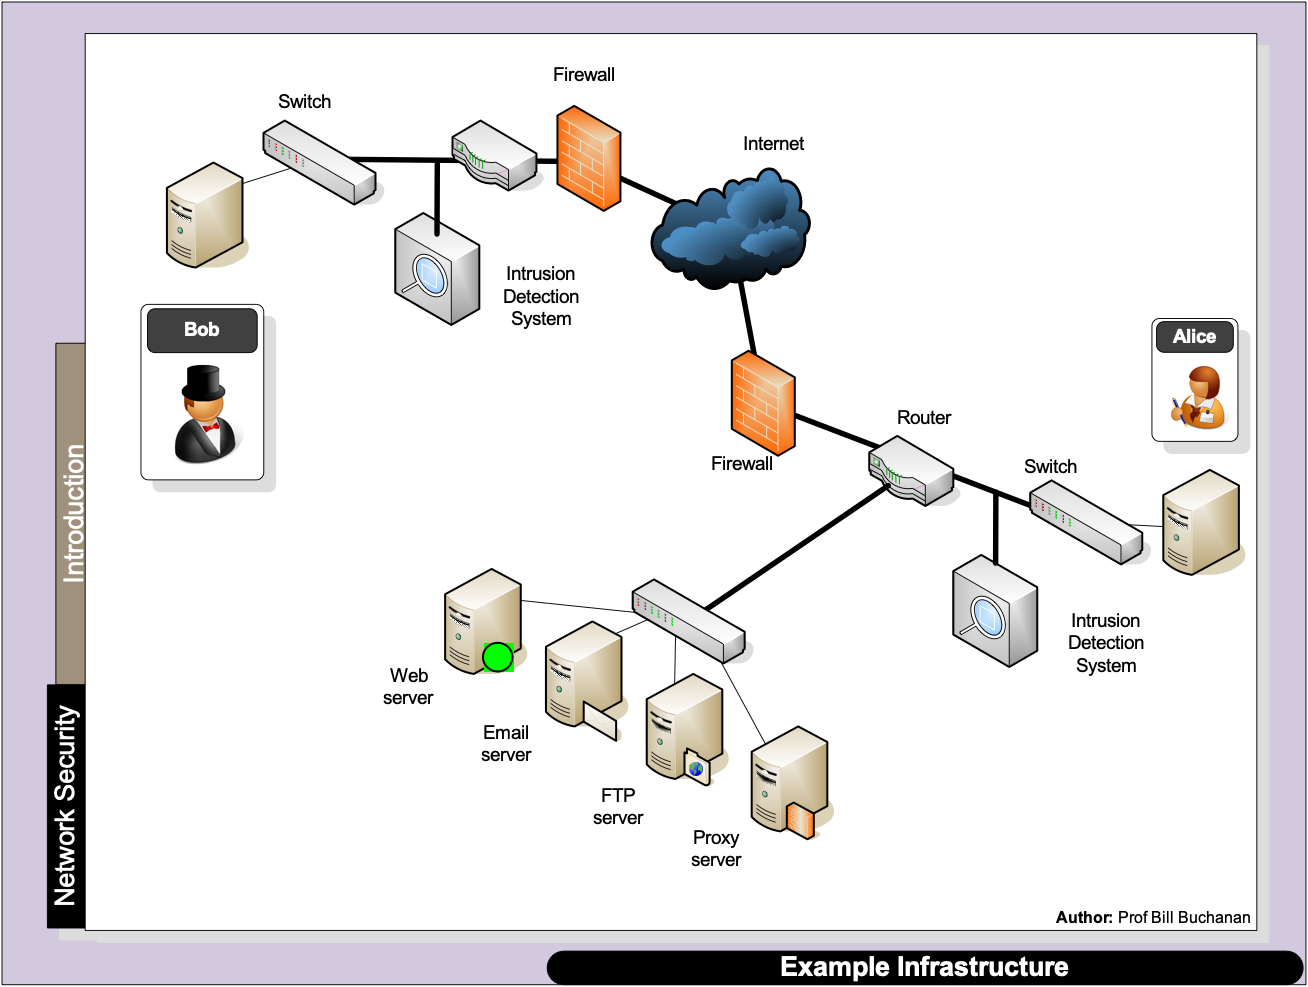 Firewall
Switch
Internet
Intrusion
Detection
System
Bob
Alice
Router
Firewall
Switch
Intrusion
Detection
System
Web
server
Email
server
FTP
server
Proxy
server
Introduction
Network Security
Author: Prof Bill Buchanan
Example Infrastructure